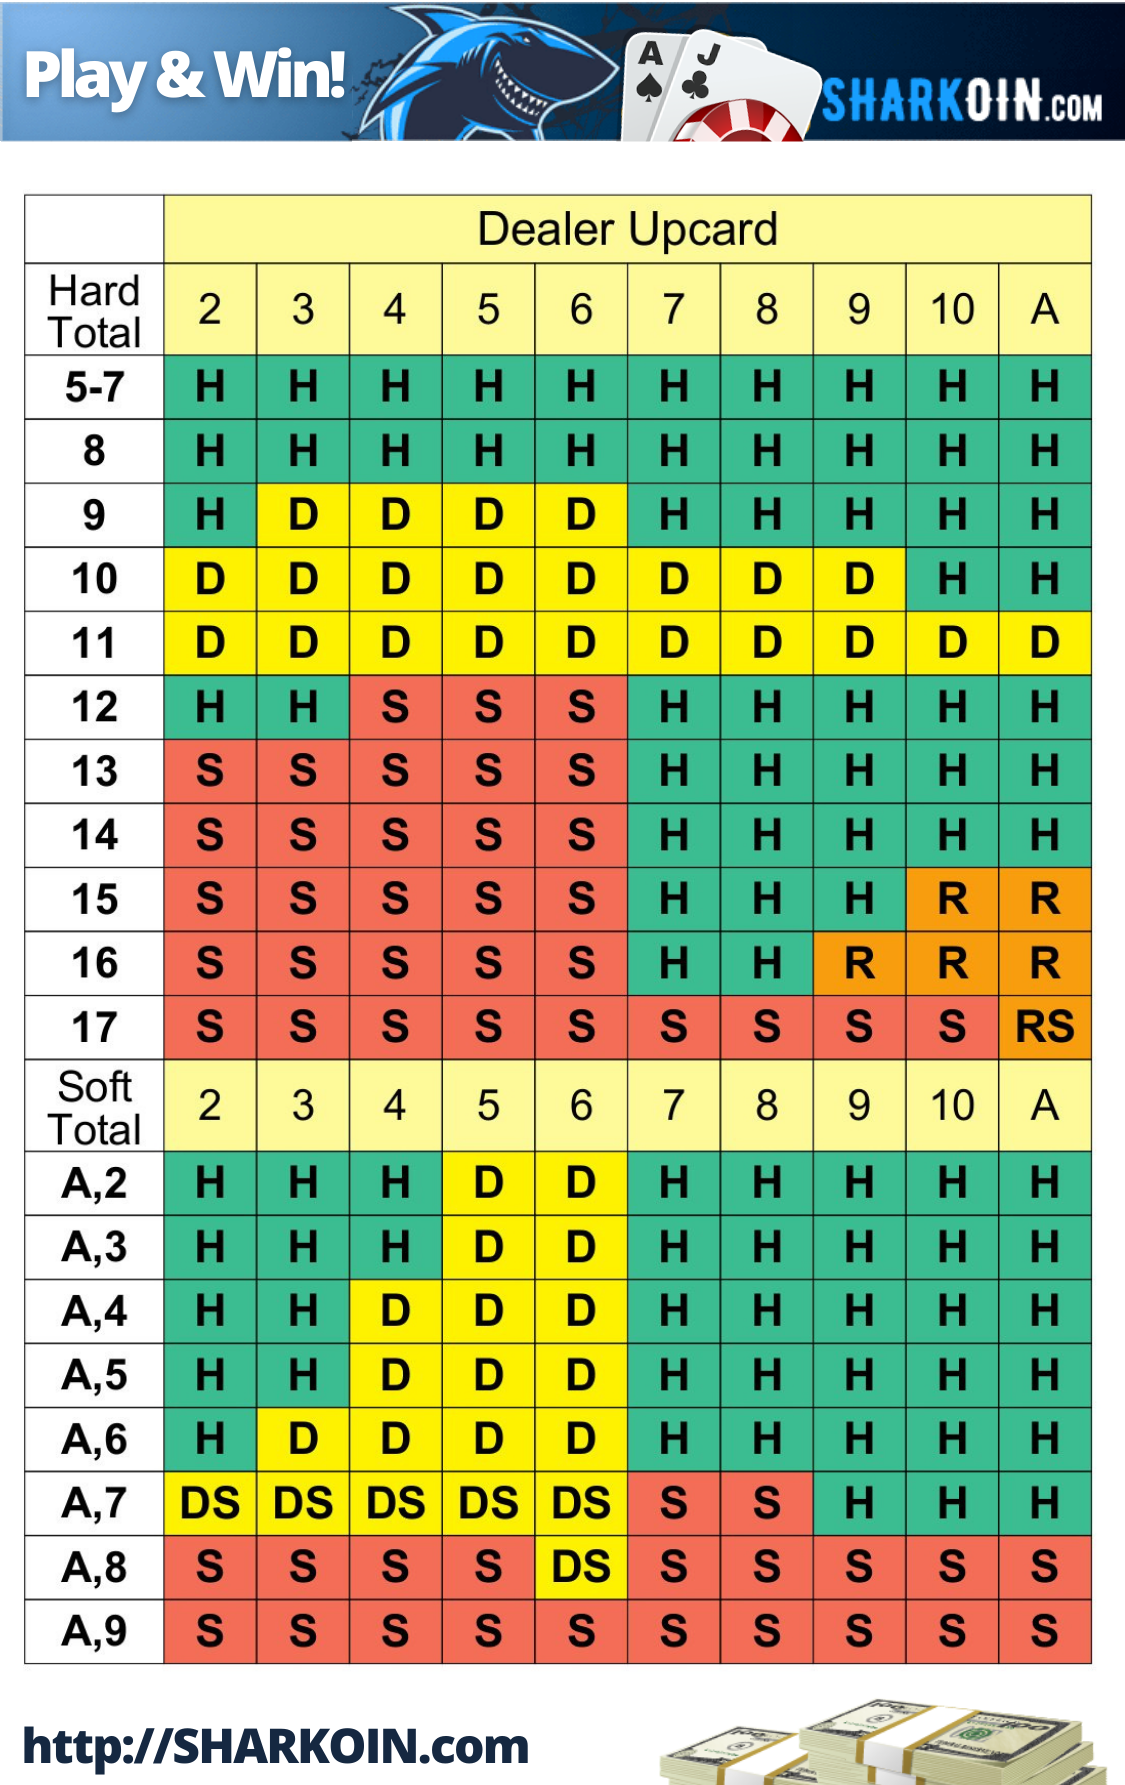 Play & Win!
A J
SHARKOIN.COM
Dealer Upcard
Hard Total 2 3 4 5 6 7 8 9 10 A
5-7 H H H H H H H H H H
8 H H H H H H H H H H
9 H D D D D H H H H H
10 D D D D D D D D H H
11 D D D D D D D D D D
12 H H S S S H H H H H
13 S S S S S H H H H H
14 S S S S S H H H H H
15 S S S S S H H H R R
16 S S S S S H H R R R
17 S S S S S S S S S RS
Soft Total 2 3 4 5 6 7 8 9 10 A
A,2 H H H D D H H H H H
A,3 H H H D D H H H H H
A,4 H H D D D H H H H H
A,5 H H D D D H H H H H
A,6 H D D D D H H H H H
A,7 DS DS DS DS DS S S H H H
A,8 S S S S DS S S S S S
A,9 S S S S S S S S S S
http://SHARKOIN.com